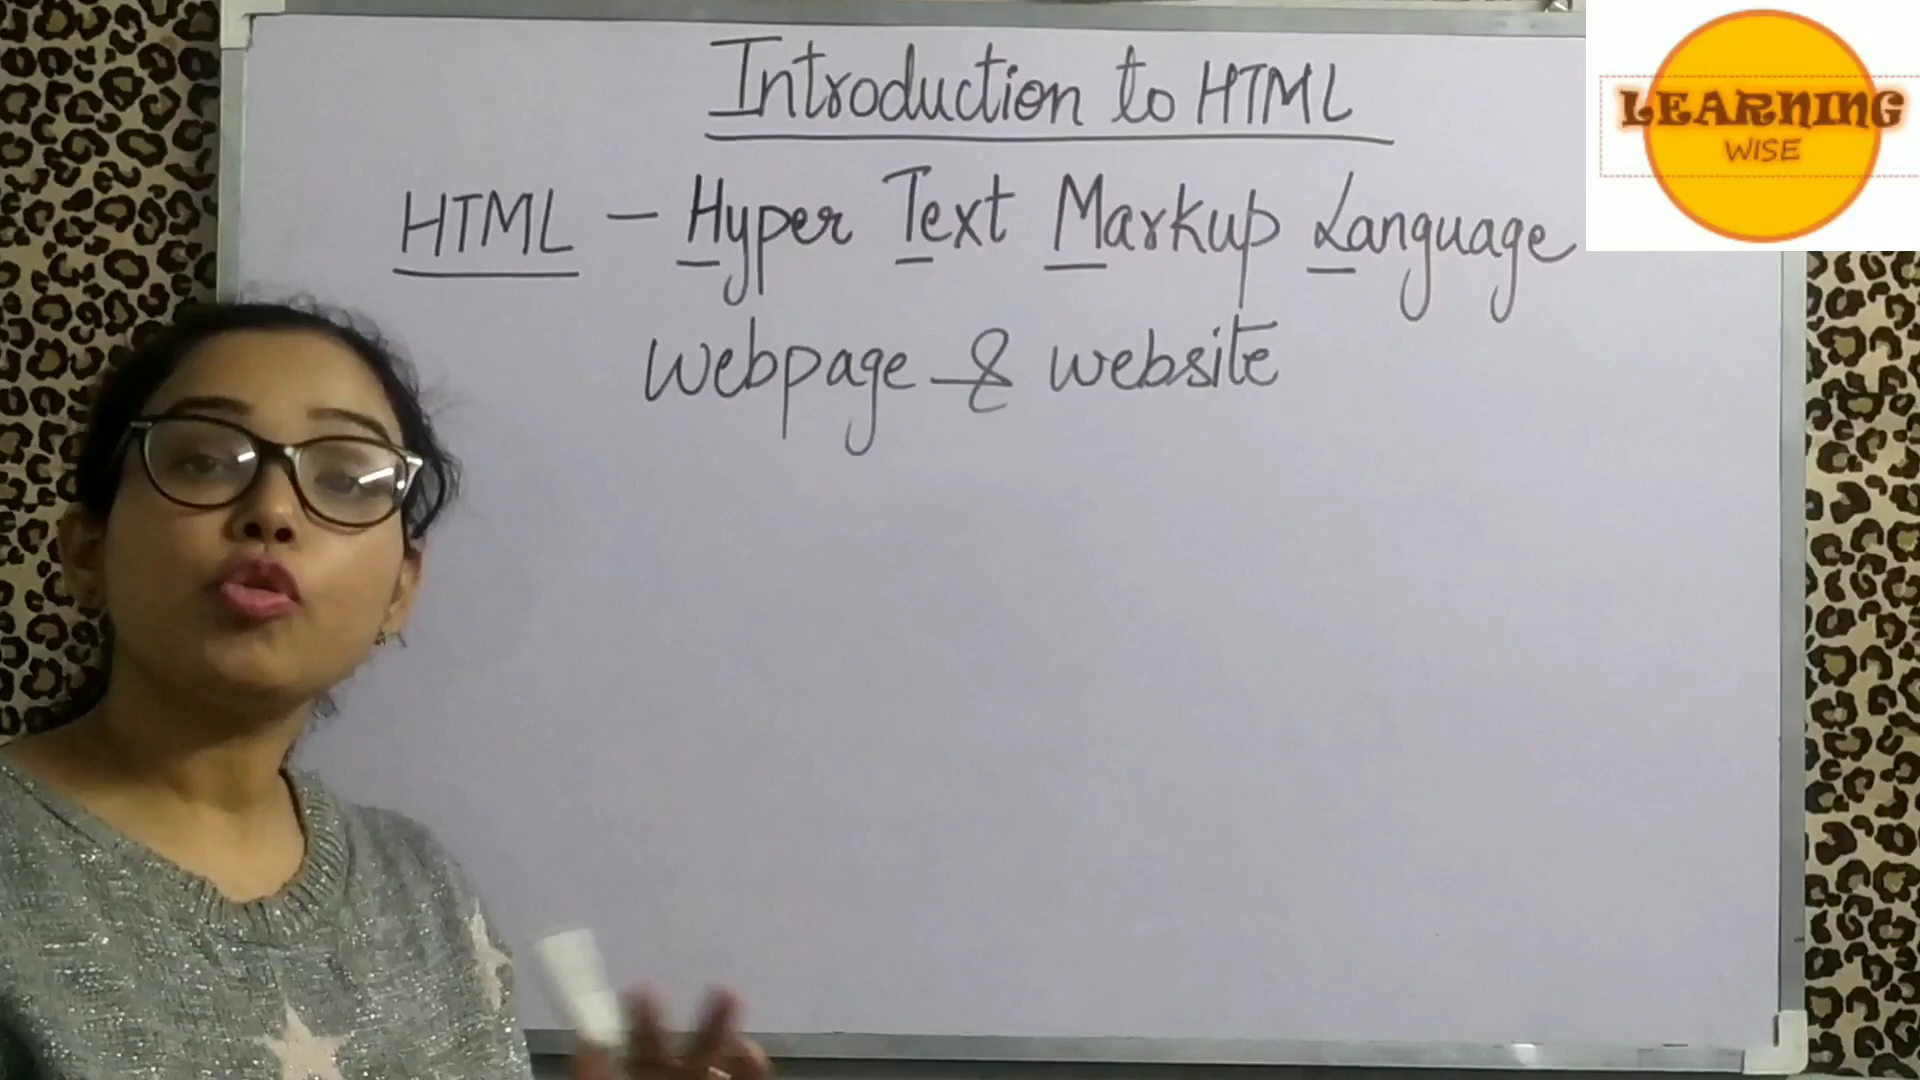 Introduction to HTML
HTML – Hyper Text Markup Language
Webpage & website
LEARNING
WISE